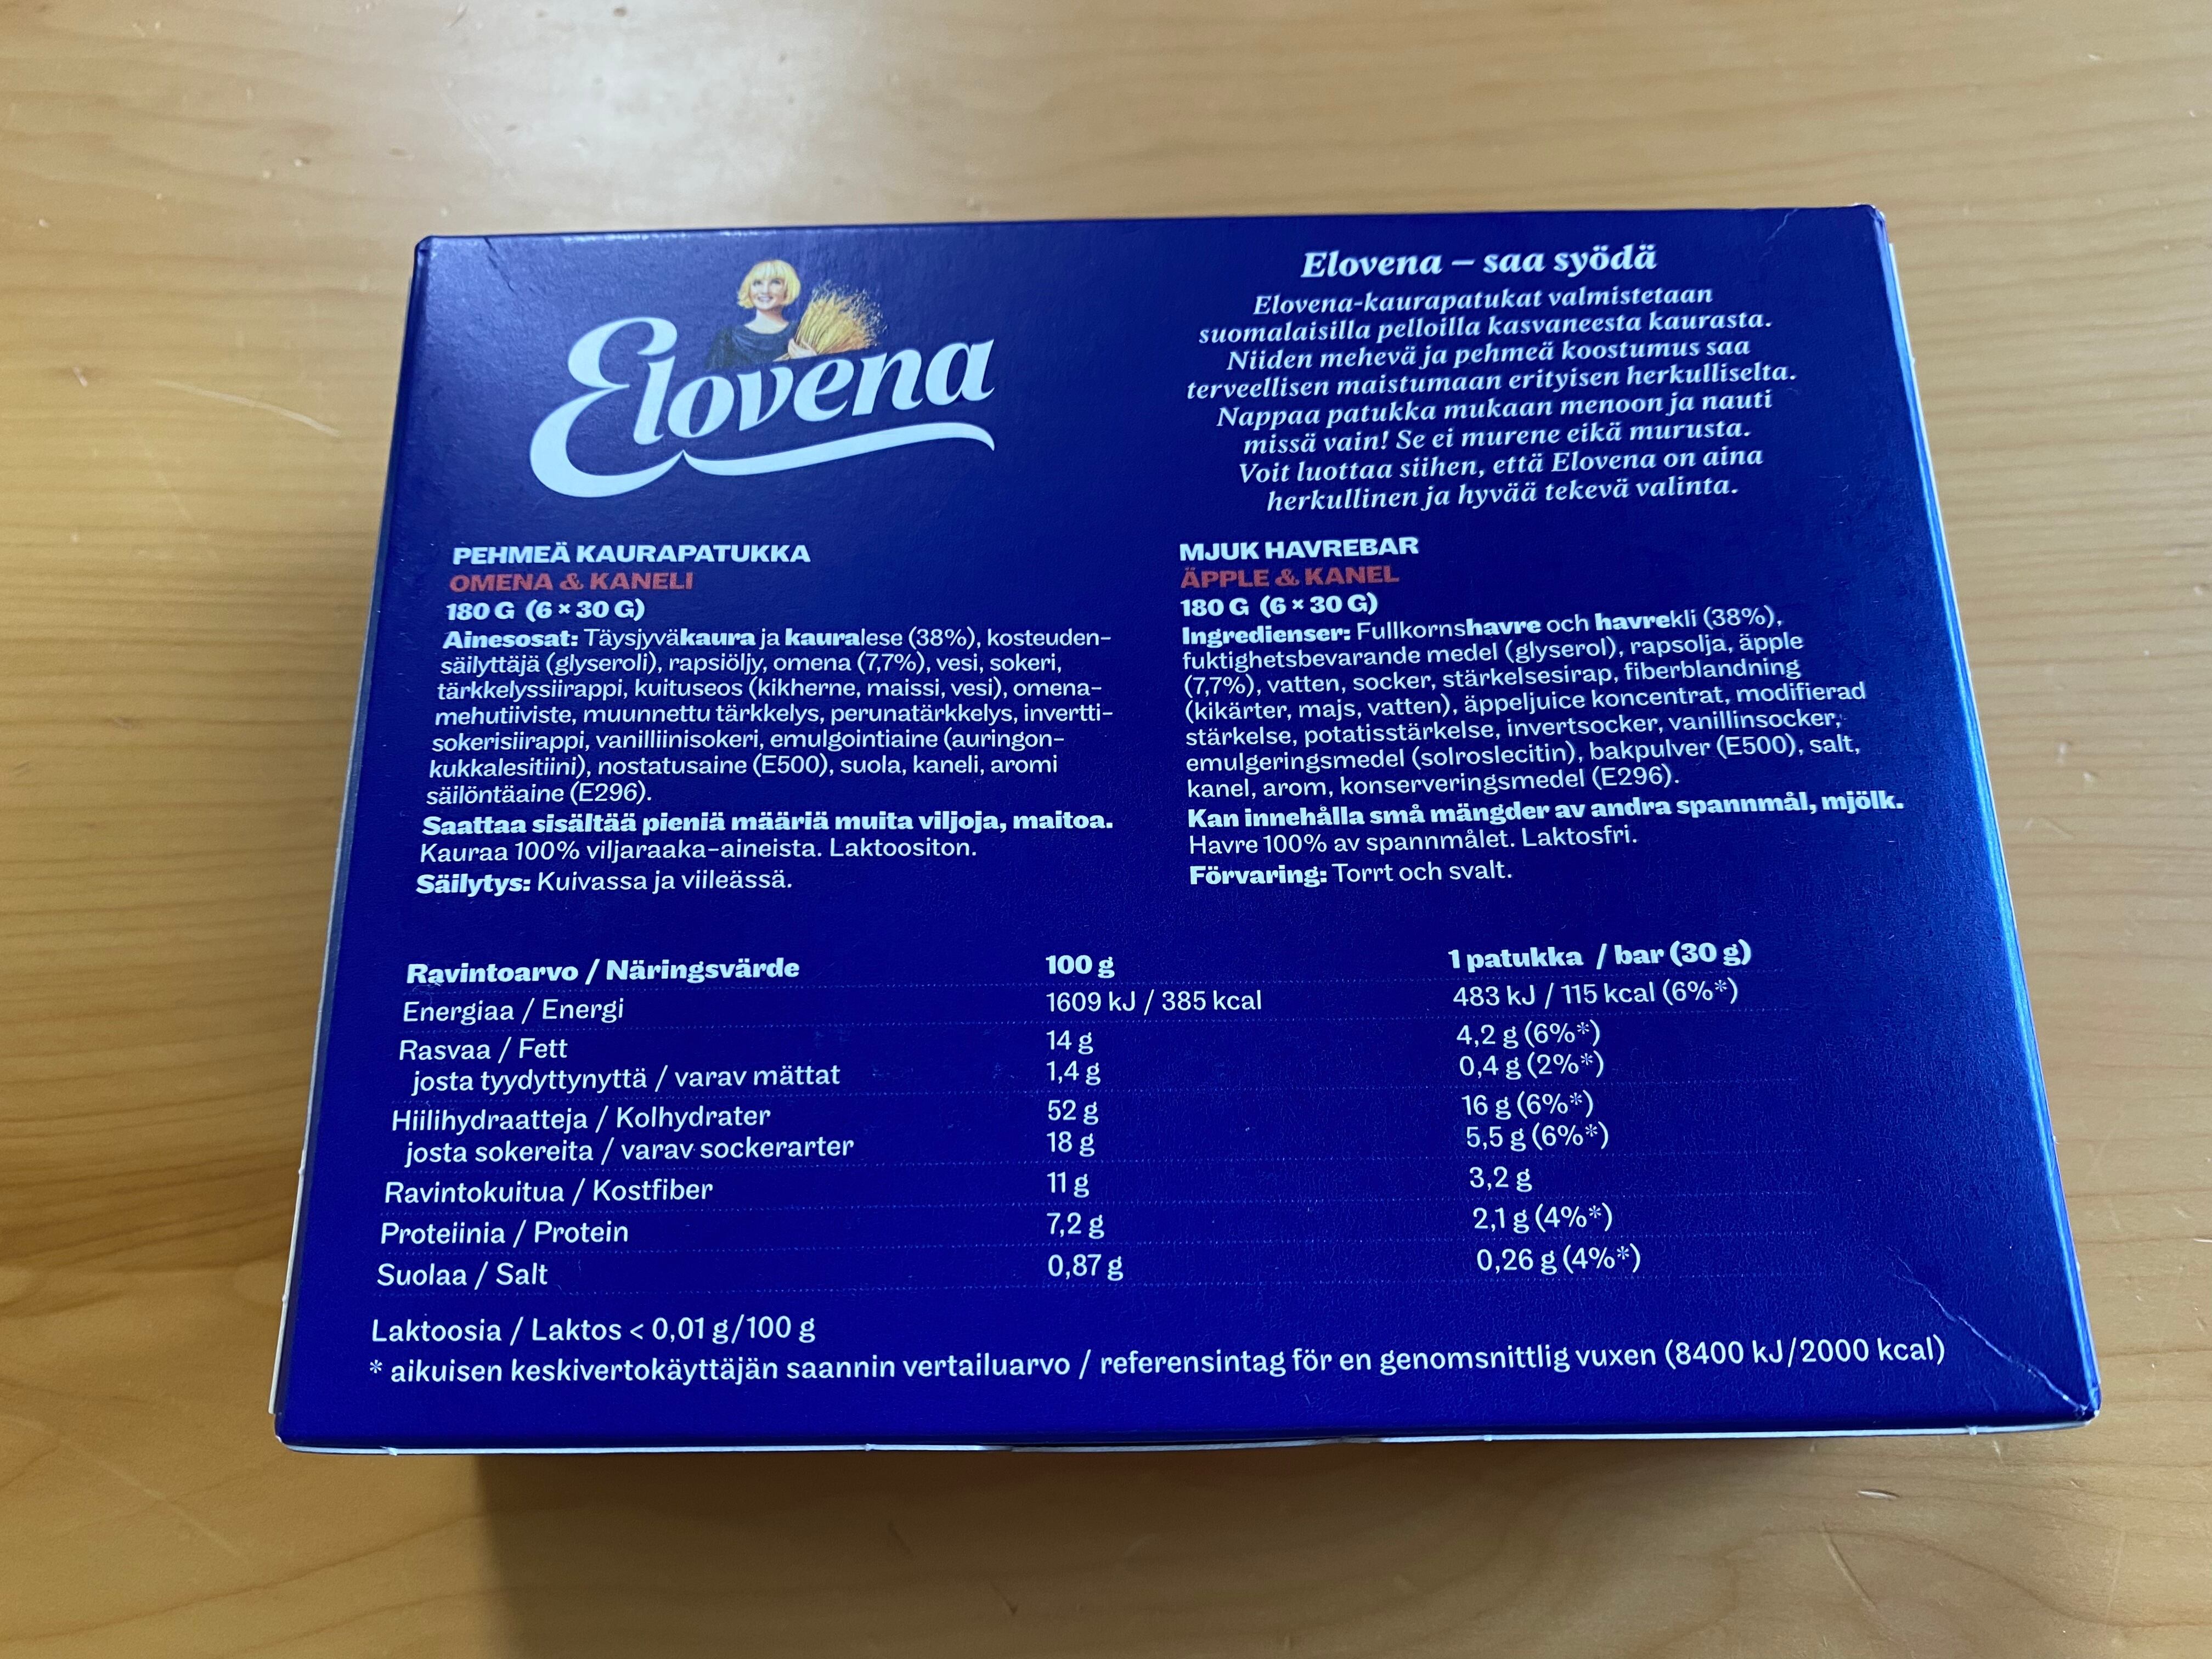 Elovena
Elovena – saa syödä
Elovena-kaurapatukat valmistetaan
suomalaisilla pelloilla kasvaneesta kaurasta.
Niiden mehevä ja pehmeä koostumus saa
terveellisen maistumaan erityisen herkulliselta.
Nappaa patukka mukaan menoon ja nauti
missä vain! Se ei murene eikä murusta.
Voit luottaa siihen, että Elovena on aina
herkullinen ja hyvää tekevä valinta.
PEHMEÄ KAURAPATUKKA
OMENA & KANELI
180 G (6 × 30 G)
Ainesosat: Täysjyväkaura ja kauralese (38%), kosteuden-
säilyttäjä (glyseroli), rapsiöljy, omena (7,7%), vesi, sokeri,
tärkkelyssiirappi, kuituseos (kikherne, maissi, vesi), omena-
mehutiiviste, muunnettu tärkkelys, perunatärkkelys, invertti-
sokerisiirappi, vanilliinisokeri, emulgointiaine (auringon-
kukkalesitiini), nostatusaine (E500), suola, kaneli, aromi
säilöntäaine (E296).
Saattaa sisältää pieniä määriä muita viljoja, maitoa.
Kauraa 100% viljaraaka-aineista. Laktoositon.
Säilytys: Kuivassa ja viileässä.
MJUK HAVREBAR
ÄPPLE & KANEL
180 G (6 × 30 G)
Ingredienser: Fullkornshavre och havrekli (38%),
fuktighetsbevarande medel (glyserol), rapsolja, äpple
(7,7%), vatten, socker, stärkelsesirap, fiberblandning
(kikärter, majs, vatten), äppeljuice koncentrat, modifierad
stärkelse, potatisstärkelse, invertsocker, vanillinsocker,
emulgeringsmedel (solroslecitin), bakpulver (E500), salt,
kanel, arom, konserveringsmedel (E296).
Kan innehålla små mängder av andra spannmål, mjölk.
Havre 100% av spannmålet. Laktosfri.
Förvaring: Torrt och svalt.
Ravintoarvo / Näringsvärde 100 g 1 patukka / bar (30 g)
Energiaa / Energi 1609 kJ / 385 kcal 483 kJ / 115 kcal (6%*)
Rasvaa / Fett 14 g 4,2 g (6%*)
josta tyydyttynyttä / varav mättat 1,4 g 0,4 g (2%*)
Hiilihydraatteja / Kolhydrater 52 g 16 g (6%*)
josta sokereita / varav sockerarter 18 g 5,5 g (6%*)
Ravintokuitua / Kostfiber 11 g 3,2 g
Proteiinia / Protein 7,2 g 2,1 g (4%*)
Suolaa / Salt 0,87 g 0,26 g (4%*)
Laktoosia / Laktos < 0,01 g/100 g
* aikuisen keskivertokäyttäjän saannin vertailuarvo / referensintag för en genomsnittlig vuxen (8400 kJ/2000 kcal)